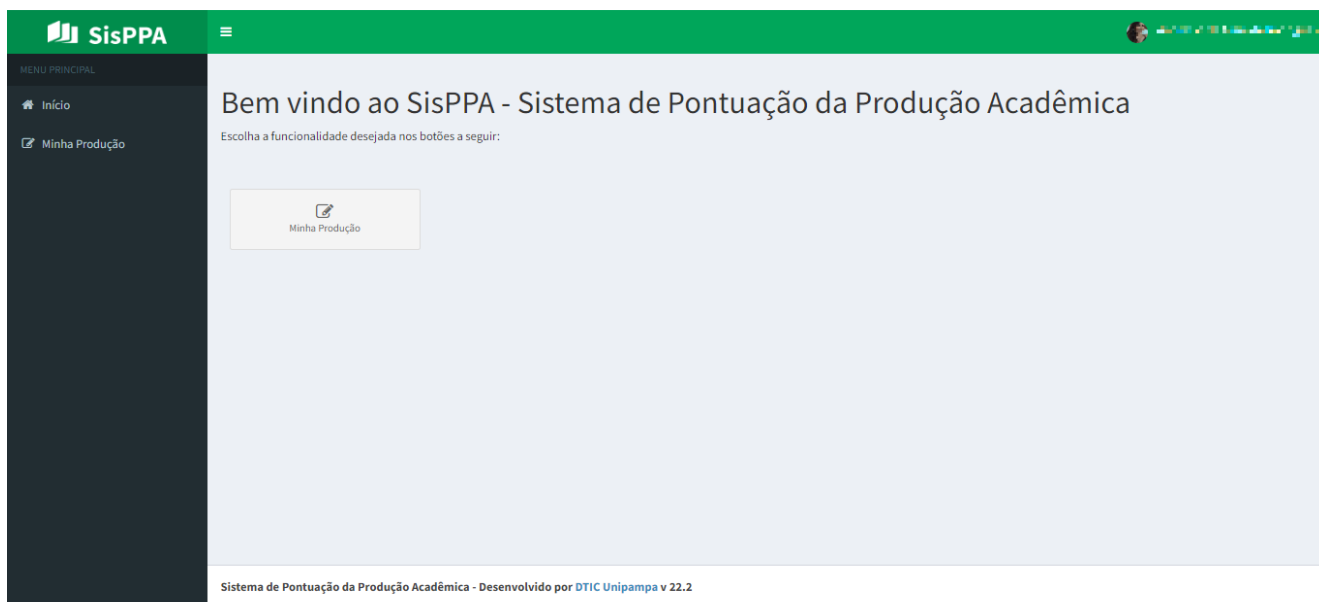 SisPPA
MENU PRINCIPAL
Início
Minha Produção
Bem vindo ao SisPPA - Sistema de Pontuação da Produção Acadêmica
Escolha a funcionalidade desejada nos botões a seguir:
Minha Produção
Sistema de Pontuação da Produção Acadêmica - Desenvolvido por DTIC Unipampa v 22.2